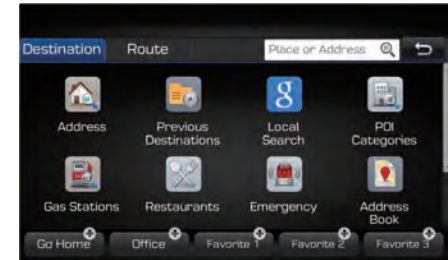 Destination
Route
Place or Address
Address
Previous
Destinations
Local
Search
POI
Categories
Gas Stations
Restaurants
Emergency
Address
Book
Go Home
Office
Favorite 1
Favorite 2
Favorite 3